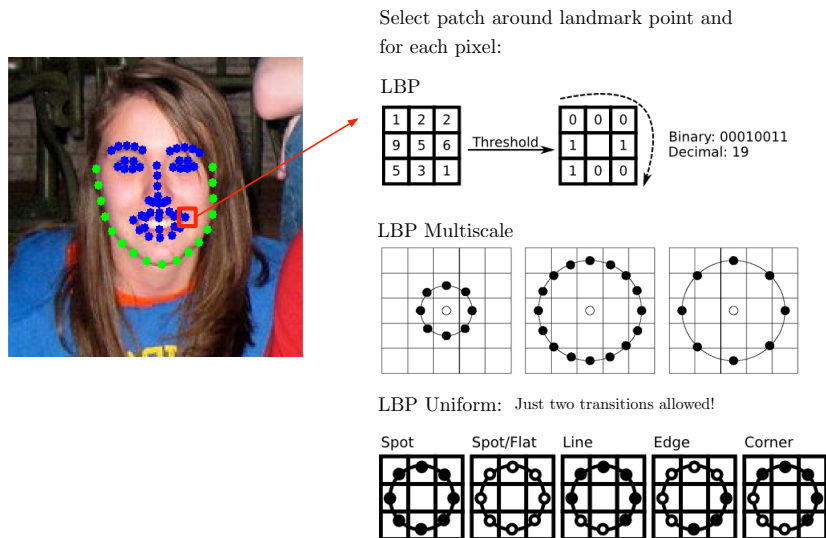 Select patch around landmark point and
for each pixel:
LBP
1 2 2
9 5 6
5 3 1
Threshold
0 0 0
1 1
1 0 0
Binary: 00010011
Decimal: 19
LBP Multiscale
LBP Uniform: Just two transitions allowed!
Spot Spot/Flat Line Edge Corner